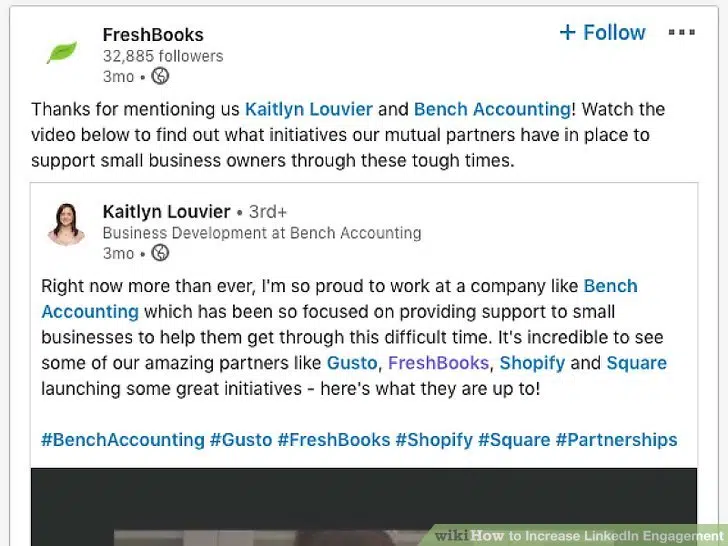 FreshBooks
+ Follow
32,885 followers
3mo •
Thanks for mentioning us Kaitlyn Louvier and Bench Accounting! Watch the
video below to find out what initiatives our mutual partners have in place to
support small business owners through these tough times.
Kaitlyn Louvier • 3rd+
Business Development at Bench Accounting
3mo •
Right now more than ever, I'm so proud to work at a company like Bench
Accounting which has been so focused on providing support to small
businesses to help them get through this difficult time. It's incredible to see
some of our amazing partners like Gusto, FreshBooks, Shopify and Square
launching some great initiatives - here's what they are up to!
#BenchAccounting #Gusto #FreshBooks #Shopify #Square #Partnerships
wikiHow to Increase LinkedIn Engagement